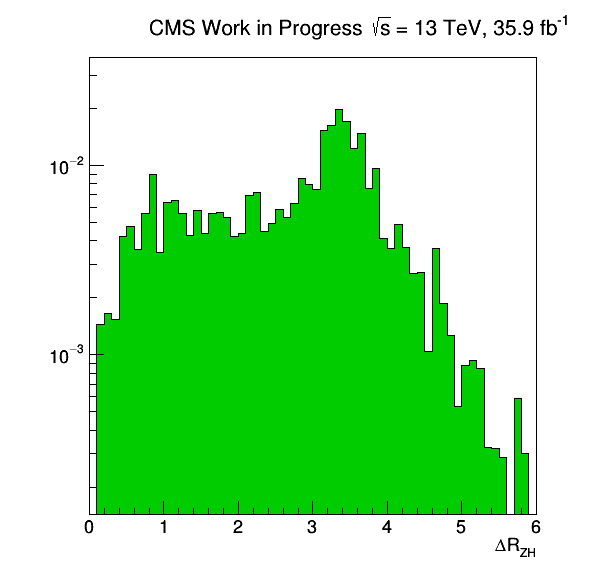 CMS Work in Progress √s = 13 TeV, 35.9 fb⁻¹
10⁻²
10⁻³
0 1 2 3 4 5 6
ΔR_ZH